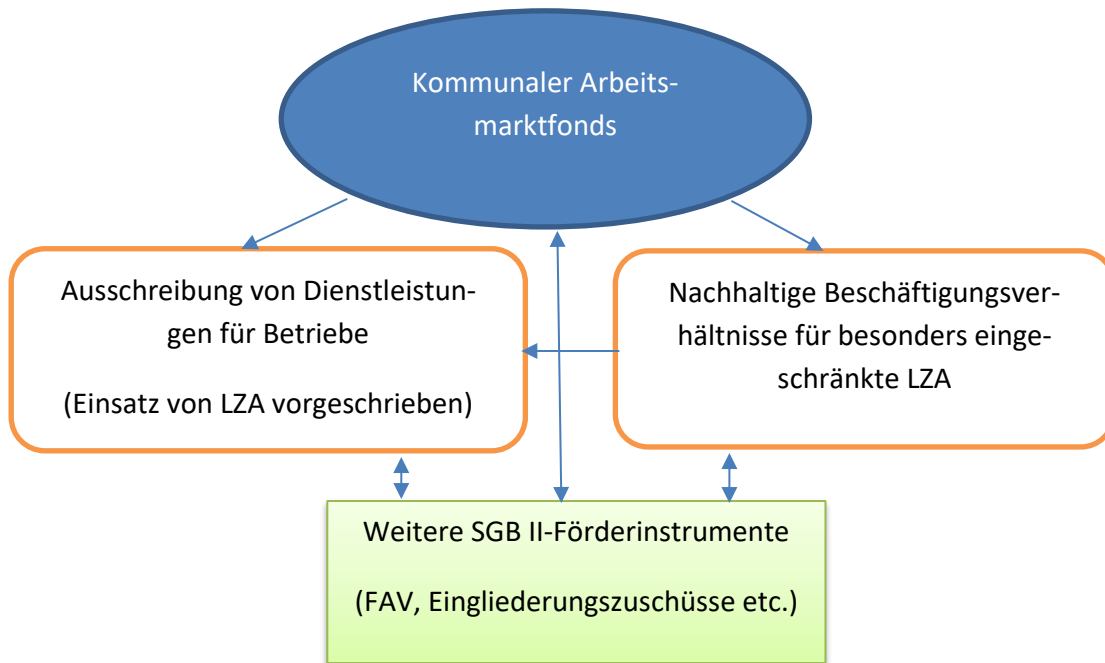 Kommunaler Arbeits-
marktfonds
Ausschreibung von Dienstleistun-
gen für Betriebe
(Einsatz von LZA vorgeschrieben)
Nachhaltige Beschäftigungsver-
hältnisse für besonders einge-
schränkte LZA
Weitere SGB II-Förderinstrumente
(FAV, Eingliederungszuschüsse etc.)